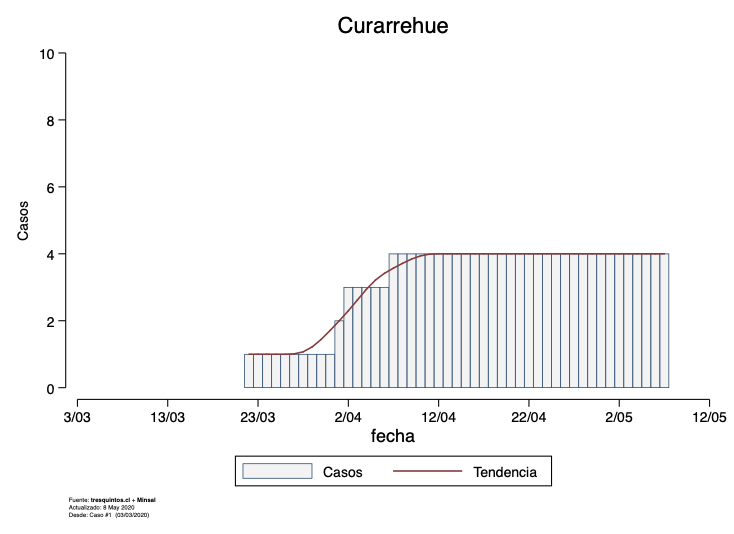 Curarrehue
Casos
10
8
6
4
2
0
3/03 13/03 23/03 2/04 12/04 22/04 2/05 12/05
fecha
Casos Tendencia
Fuente: tresquintos.cl + Minsal
Actualizado: 8 May 2020
Desde: Caso #1 (03/03/2020)